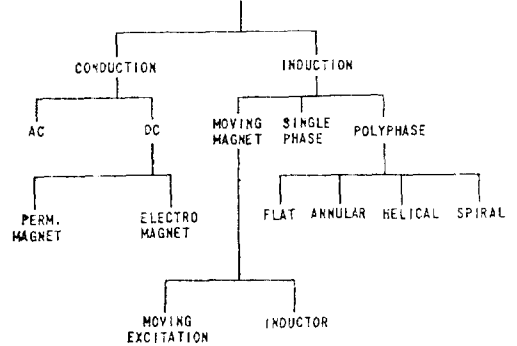 CONDUCTION
INDUCTION
AC
DC
MOVING
MAGNET
SINGLE
PHASE
POLYPHASE
PERM.
MAGNET
ELECTRO
MAGNET
FLAT
ANNULAR
HELICAL
SPIRAL
MOVING
EXCITATION
INDUCTOR